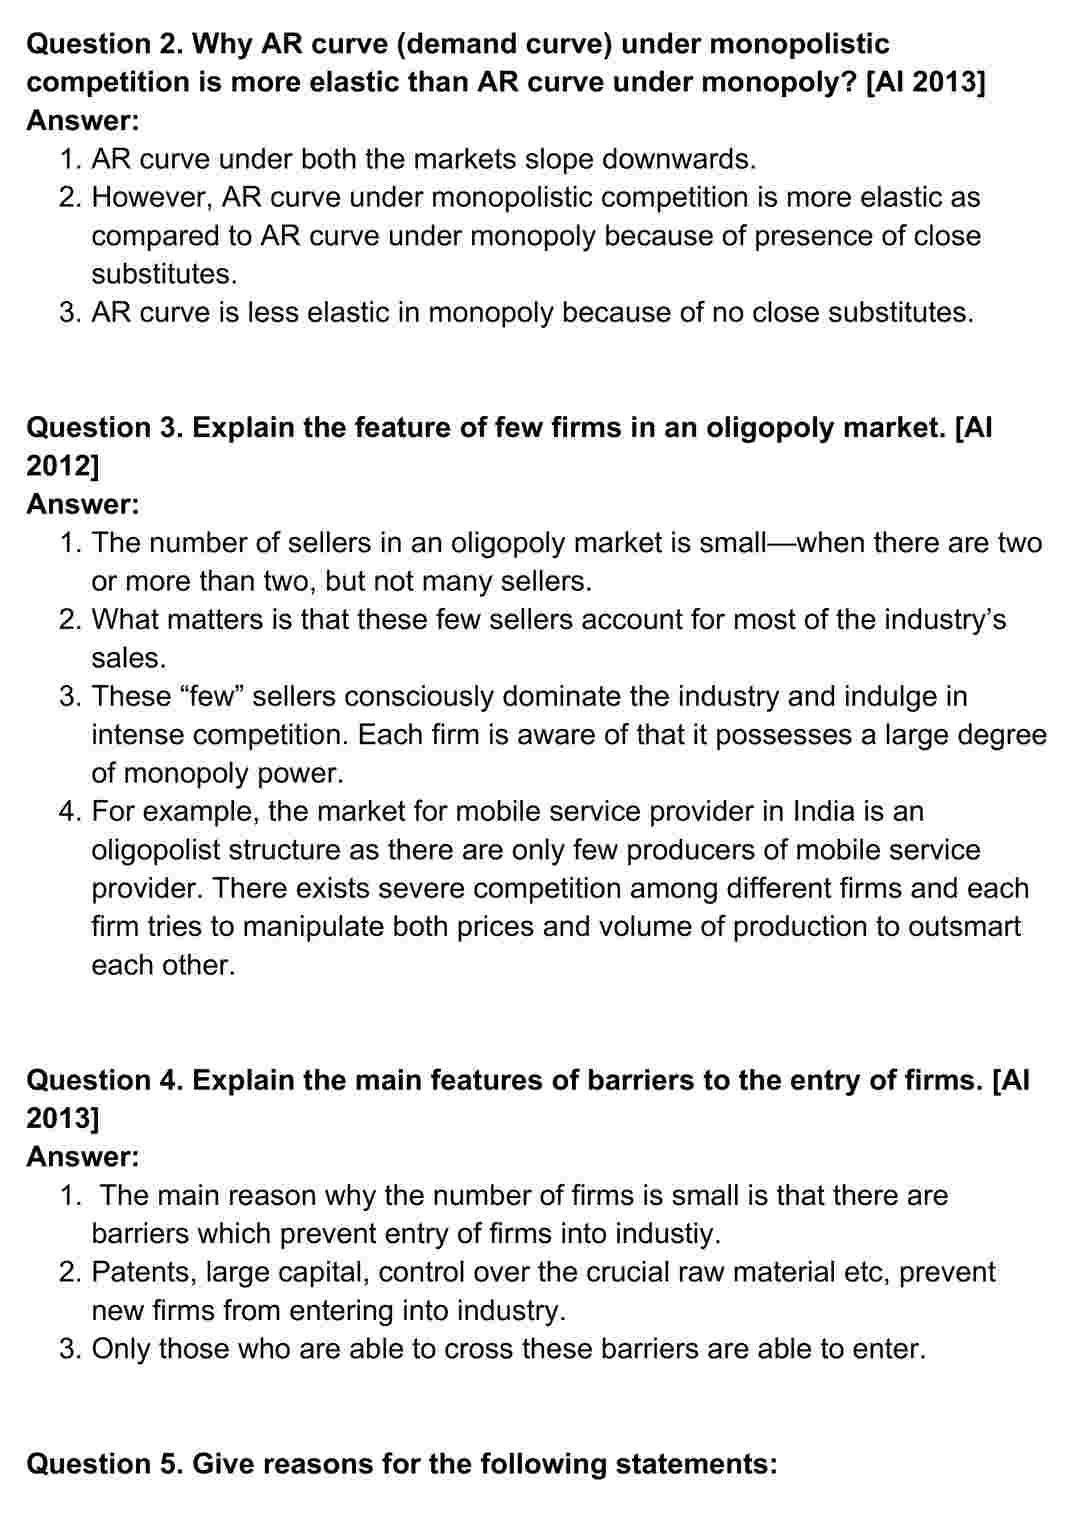 Question 2. Why AR curve (demand curve) under monopolistic
competition is more elastic than AR curve under monopoly? [AI 2013]
Answer:
1. AR curve under both the markets slope downwards.
2. However, AR curve under monopolistic competition is more elastic as
compared to AR curve under monopoly because of presence of close
substitutes.
3. AR curve is less elastic in monopoly because of no close substitutes.
Question 3. Explain the feature of few firms in an oligopoly market. [AI
2012]
Answer:
1. The number of sellers in an oligopoly market is small—when there are two
or more than two, but not many sellers.
2. What matters is that these few sellers account for most of the industry’s
sales.
3. These “few” sellers consciously dominate the industry and indulge in
intense competition. Each firm is aware of that it possesses a large degree
of monopoly power.
4. For example, the market for mobile service provider in India is an
oligopolist structure as there are only few producers of mobile service
provider. There exists severe competition among different firms and each
firm tries to manipulate both prices and volume of production to outsmart
each other.
Question 4. Explain the main features of barriers to the entry of firms. [AI
2013]
Answer:
1. The main reason why the number of firms is small is that there are
barriers which prevent entry of firms into industiy.
2. Patents, large capital, control over the crucial raw material etc, prevent
new firms from entering into industry.
3. Only those who are able to cross these barriers are able to enter.
Question 5. Give reasons for the following statements: